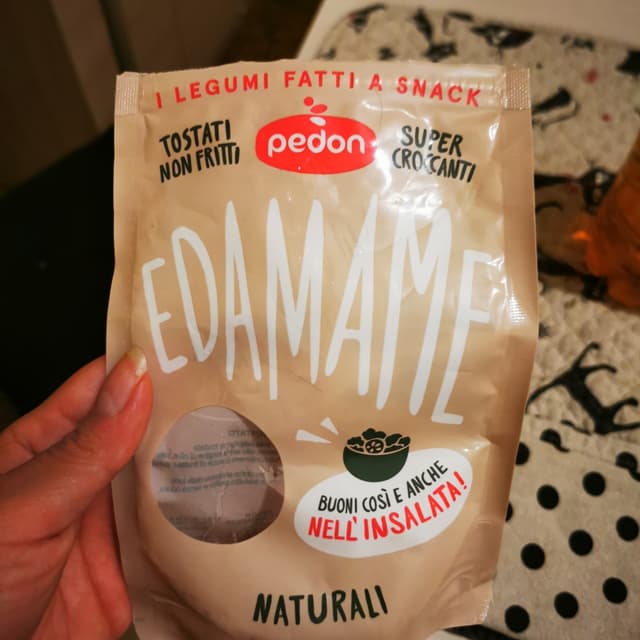 I LEGUMI FATTI A SNACK
TOSTATI
NON FRITTI
pedon
SUPER
CROCCANTI
EDAMAME
BUONI COSÌ E ANCHE
NELL'INSALATA!
NATURALI